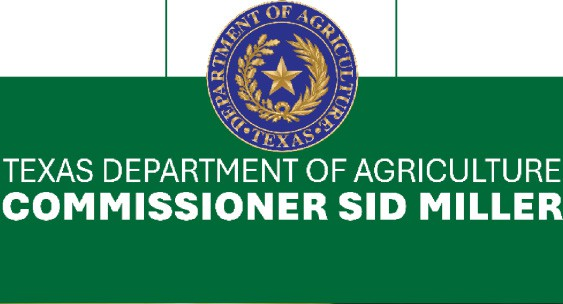 DEPARTMENT OF AGRICULTURE
TEXAS
TEXAS DEPARTMENT OF AGRICULTURE
COMMISSIONER SID MILLER